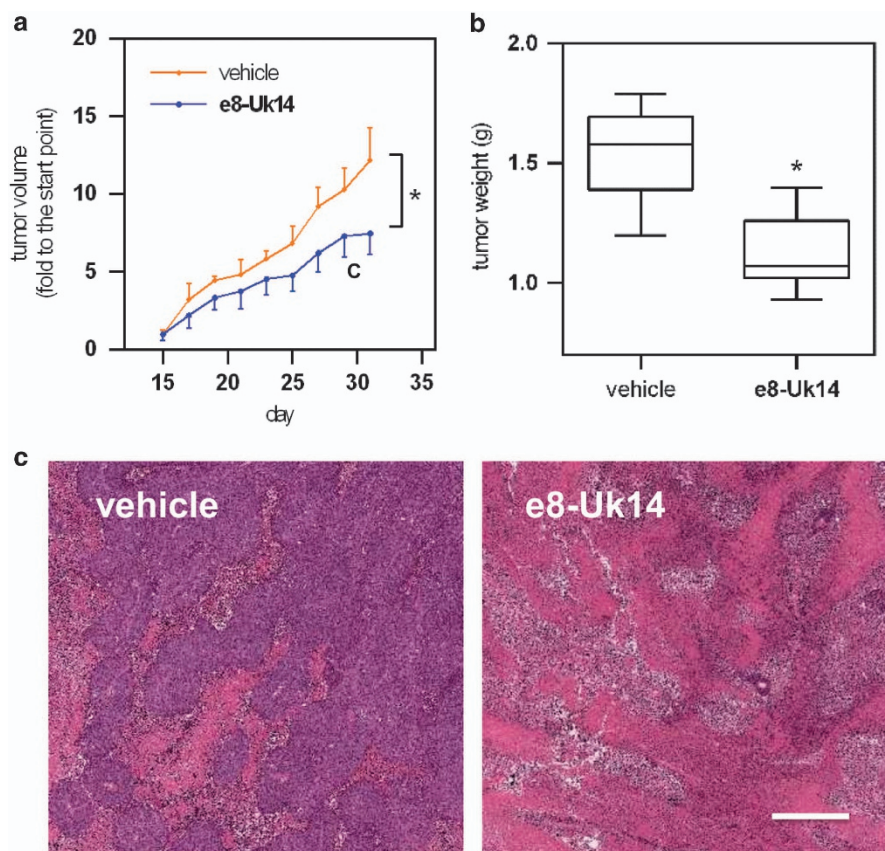 a
20
15
10
5
0
tumor volume
(fold to the start point)
vehicle
e8-Uk14
*
C
15 20 25 30 35
day
b
2.0
1.5
1.0
tumor weight (g)
*
vehicle e8-Uk14
c
vehicle
e8-Uk14